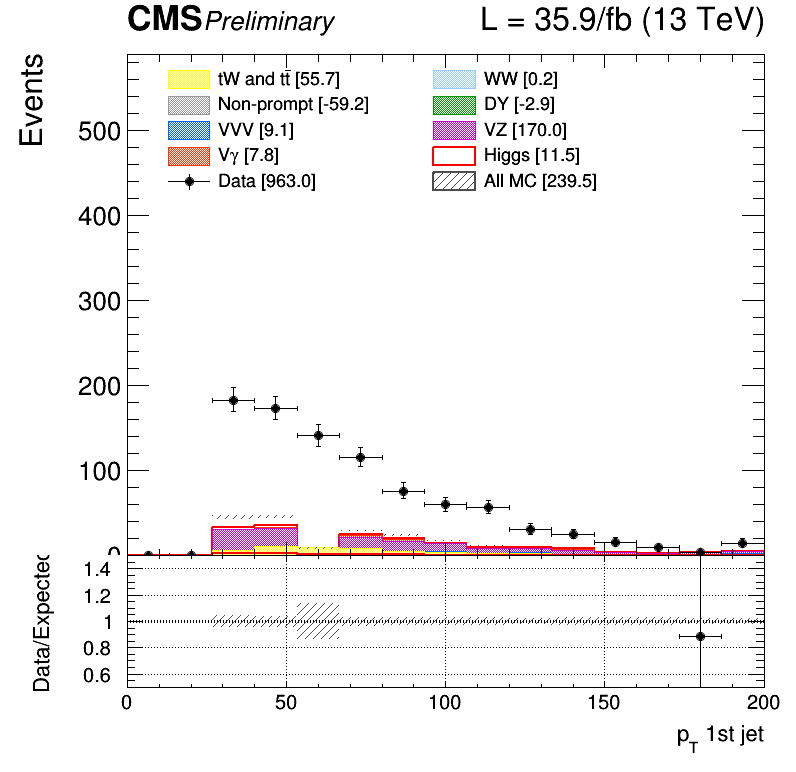 CMS Preliminary L = 35.9/fb (13 TeV)
Events
tW and tt̄ [55.7] WW [0.2]
Non-prompt [-59.2] DY [-2.9]
VVV [9.1] VZ [170.0]
Vγ [7.8] Higgs [11.5]
Data [963.0] All MC [239.5]
500
400
300
200
100
0
Data/Expected
1.4
1.2
1
0.8
0.6
0 50 100 150 200
p_T 1st jet